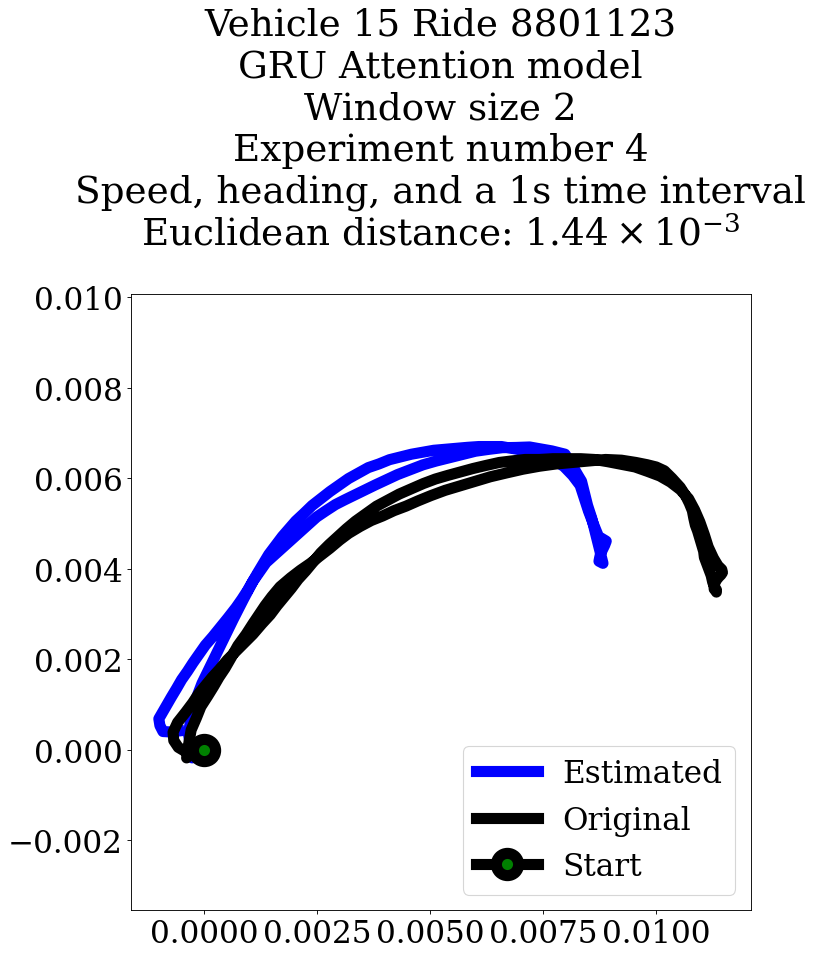 Vehicle 15 Ride 8801123
GRU Attention model
Window size 2
Experiment number 4
Speed, heading, and a 1s time interval
Euclidean distance: 1.44 × 10⁻³
0.010
0.008
0.006
0.004
0.002
0.000
−0.002
0.0000 0.0025 0.0050 0.0075 0.0100
Estimated
Original
Start